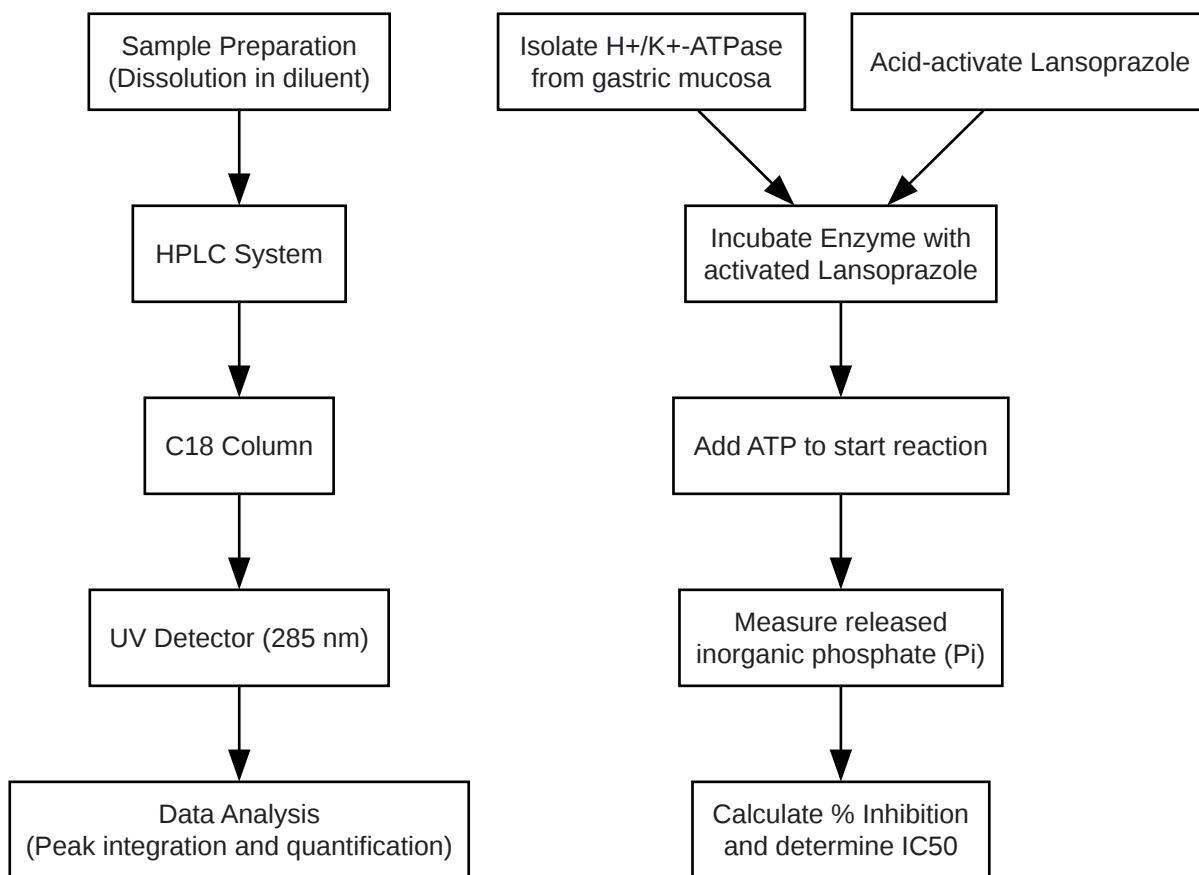 Sample Preparation
(Dissolution in diluent)
HPLC System
C18 Column
UV Detector (285 nm)
Data Analysis
(Peak integration and quantification)
Isolate H+/K+-ATPase
from gastric mucosa
Acid-activate Lansoprazole
Incubate Enzyme with
activated Lansoprazole
Add ATP to start reaction
Measure released
inorganic phosphate (Pi)
Calculate % Inhibition
and determine IC50